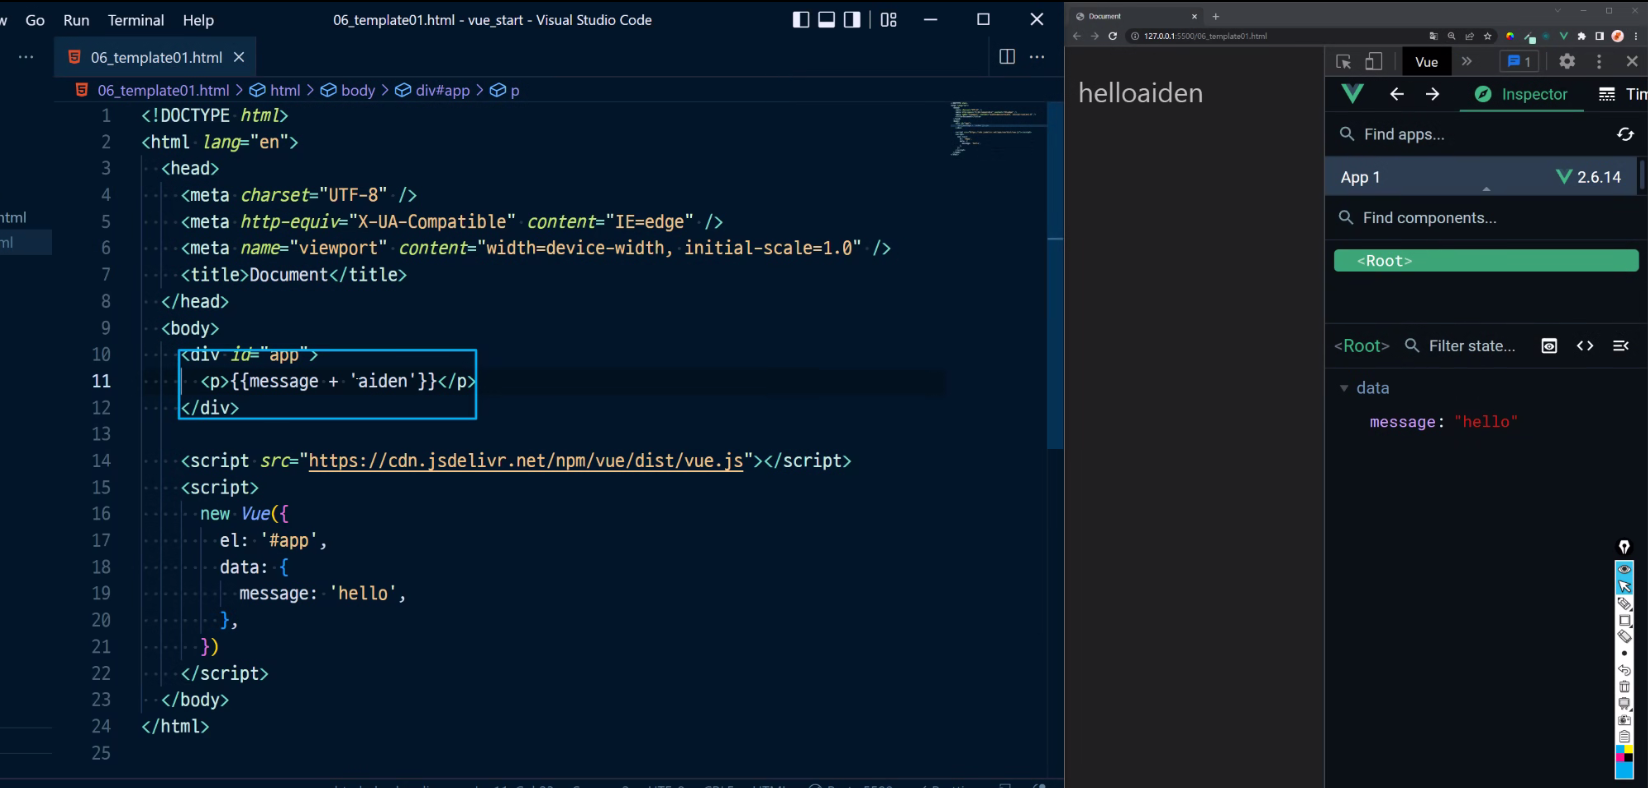 Go Run Terminal Help
06_template01.html - vue_start - Visual Studio Code
06_template01.html
06_template01.html > html > body > div#app > p
1 <!DOCTYPE html>
2 <html lang="en">
3 <head>
4 <meta charset="UTF-8" />
5 <meta http-equiv="X-UA-Compatible" content="IE=edge" />
6 <meta name="viewport" content="width=device-width, initial-scale=1.0" />
7 <title>Document</title>
8 </head>
9 <body>
10 <div id="app">
11 <p>{{message + 'aiden'}}</p>
12 </div>
13
14 <script src="https://cdn.jsdelivr.net/npm/vue/dist/vue.js"></script>
15 <script>
16 new Vue({
17 el: '#app',
18 data: {
19 message: 'hello',
20 },
21 })
22 </script>
23 </body>
24 </html>
25
Document
127.0.0.1:5500/06_template01.html
helloaiden
Vue
1
Inspector
Find apps...
App 1
2.6.14
Find components...
<Root>
<Root> Filter state...
data
message: "hello"